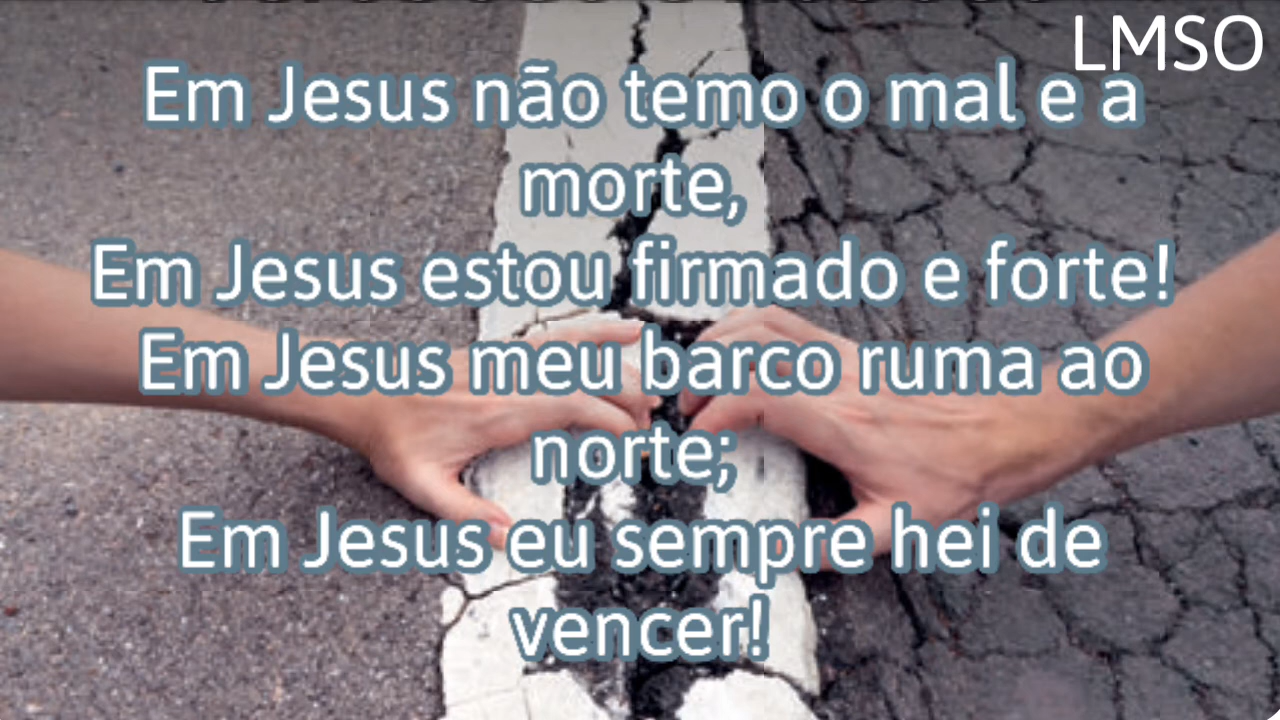 LMSO
Em Jesus não temo o mal e a
morte,
Em Jesus estou firmado e forte!
Em Jesus meu barco ruma ao
norte;
Em Jesus eu sempre hei de
vencer!